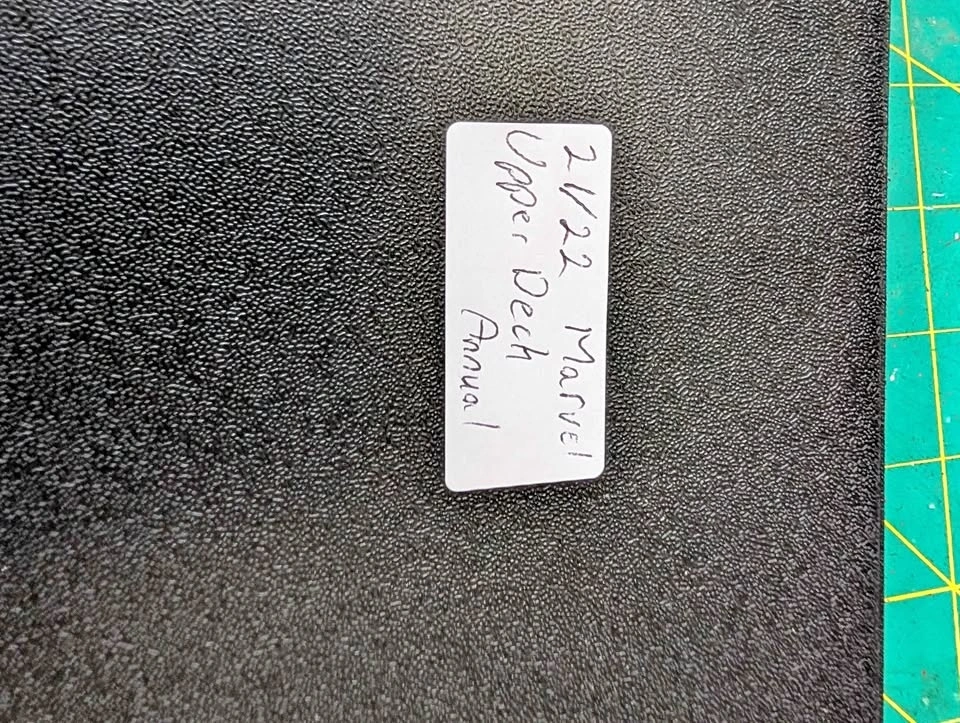 21/22 Marvel
Upper Deck
Annual